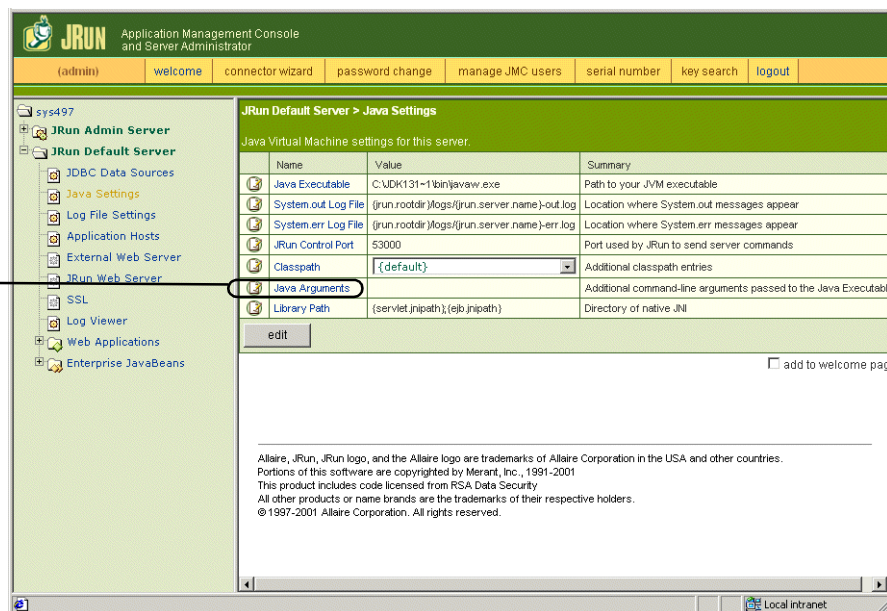 JRUN
Application Management Console
and Server Administrator
(admin) welcome connector wizard password change manage JMC users serial number key search logout
sys497
JRun Admin Server
JRun Default Server
JDBC Data Sources
Java Settings
Log File Settings
Application Hosts
External Web Server
JRun Web Server
SSL
Log Viewer
Web Applications
Enterprise JavaBeans
JRun Default Server > Java Settings
Java Virtual Machine settings for this server.
Name Value Summary
Java Executable C:\JDK131~1\bin\javaw.exe Path to your JVM executable
System.out Log File {jrun.rootdir}/logs/{jrun.server.name}-out.log Location where System.out messages appear
System.err Log File {jrun.rootdir}/logs/{jrun.server.name}-err.log Location where System.err messages appear
JRun Control Port 53000 Port used by JRun to send server commands
Classpath {default} Additional classpath entries
Java Arguments Additional command-line arguments passed to the Java Executabl
Library Path {servlet.jnipath};{ejb.jnipath} Directory of native JNI
edit
add to welcome pag
Allaire, JRun, JRun logo, and the Allaire logo are trademarks of Allaire Corporation in the USA and other countries.
Portions of this software are copyrighted by Merant, Inc., 1991-2001
This product includes code licensed from RSA Data Security
All other products or name brands are the trademarks of their respective holders.
© 1997-2001 Allaire Corporation. All rights reserved.
Local intranet